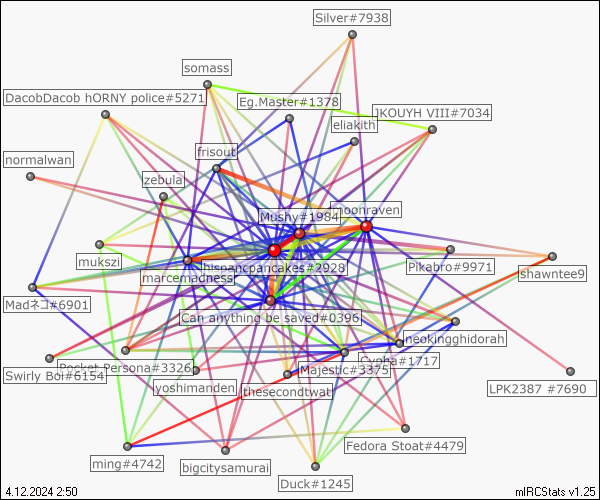 Silver#7938
somass
DacobDacob hORNY police#5271
Eg.Master#1378
JKOUYH VIII#7034
eliakith
frisout
normalwan
zebula
moonraven
Mushy#1984
mukszi
hispancpancakes#2928
Pikabro#9971
shawntee9
marcemadness
Madネコ#6901
Can anything be saved#0396
neokingghidorah
Cypha#1717
Pocket Persona#3326
Majestic#3375
Swirly Boi#6154
yoshimanden
thesecondtwat
LPK2387 #7690
Fedora Stoat#4479
ming#4742
bigcitysamurai
Duck#1245
4.12.2024 2:50
mIRCStats v1.25